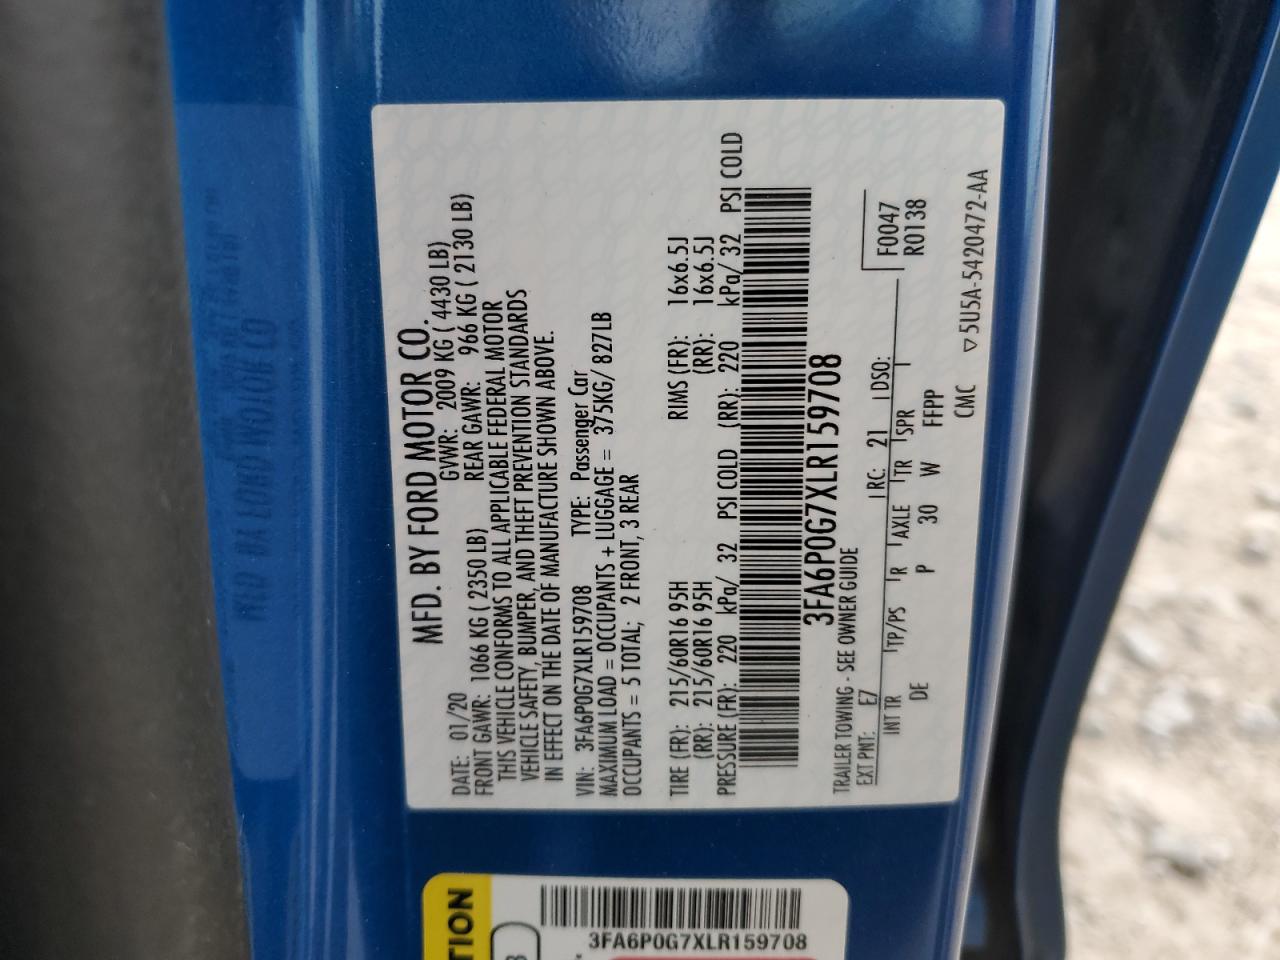 MFD. BY FORD MOTOR CO.
DATE: 01/20 GVWR: 2009 KG ( 4430 LB)
FRONT GAWR: 1066 KG ( 2350 LB) REAR GAWR: 966 KG ( 2130 LB)
THIS VEHICLE CONFORMS TO ALL APPLICABLE FEDERAL MOTOR
VEHICLE SAFETY, BUMPER, AND THEFT PREVENTION STANDARDS
IN EFFECT ON THE DATE OF MANUFACTURE SHOWN ABOVE.
VIN: 3FA6P0G7XLR159708 TYPE: Passenger Car
MAXIMUM LOAD = OCCUPANTS + LUGGAGE = 375KG/ 827LB
OCCUPANTS = 5 TOTAL; 2 FRONT, 3 REAR
TIRE (FR): 215/60R16 95H RIMS (FR): 16x6.5J
(RR): 215/60R16 95H (RR): 16x6.5J
PRESSURE (FR): 220 kPa/ 32 PSI COLD (RR): 220 kPa/ 32 PSI COLD
3FA6P0G7XLR159708
TRAILER TOWING - SEE OWNER GUIDE
EXT PNT: E7 RC: 21 DSO: F0047
INT TR TP/PS R AXLE TR SPR R0138
DE P 30 W FFPP
CMC ▽5U5A-5420472-AA
3FA6P0G7XLR159708